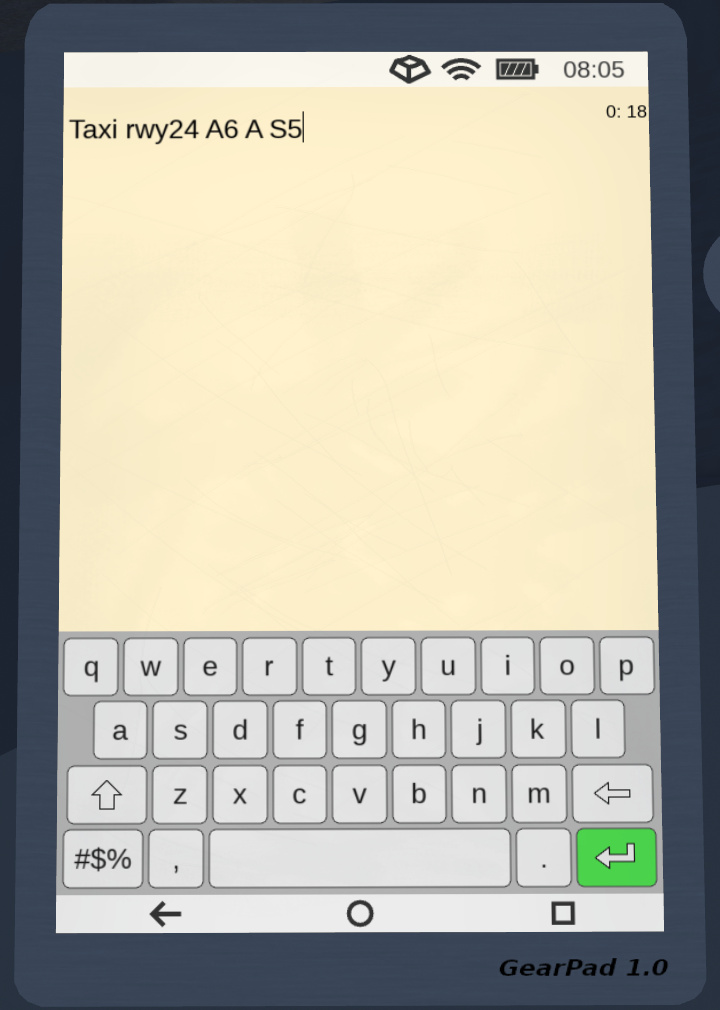 08:05
0: 18
Taxi rwy24 A6 A S5
q w e r t y u i o p
a s d f g h j k l
z x c v b n m
#$% , .
GearPad 1.0